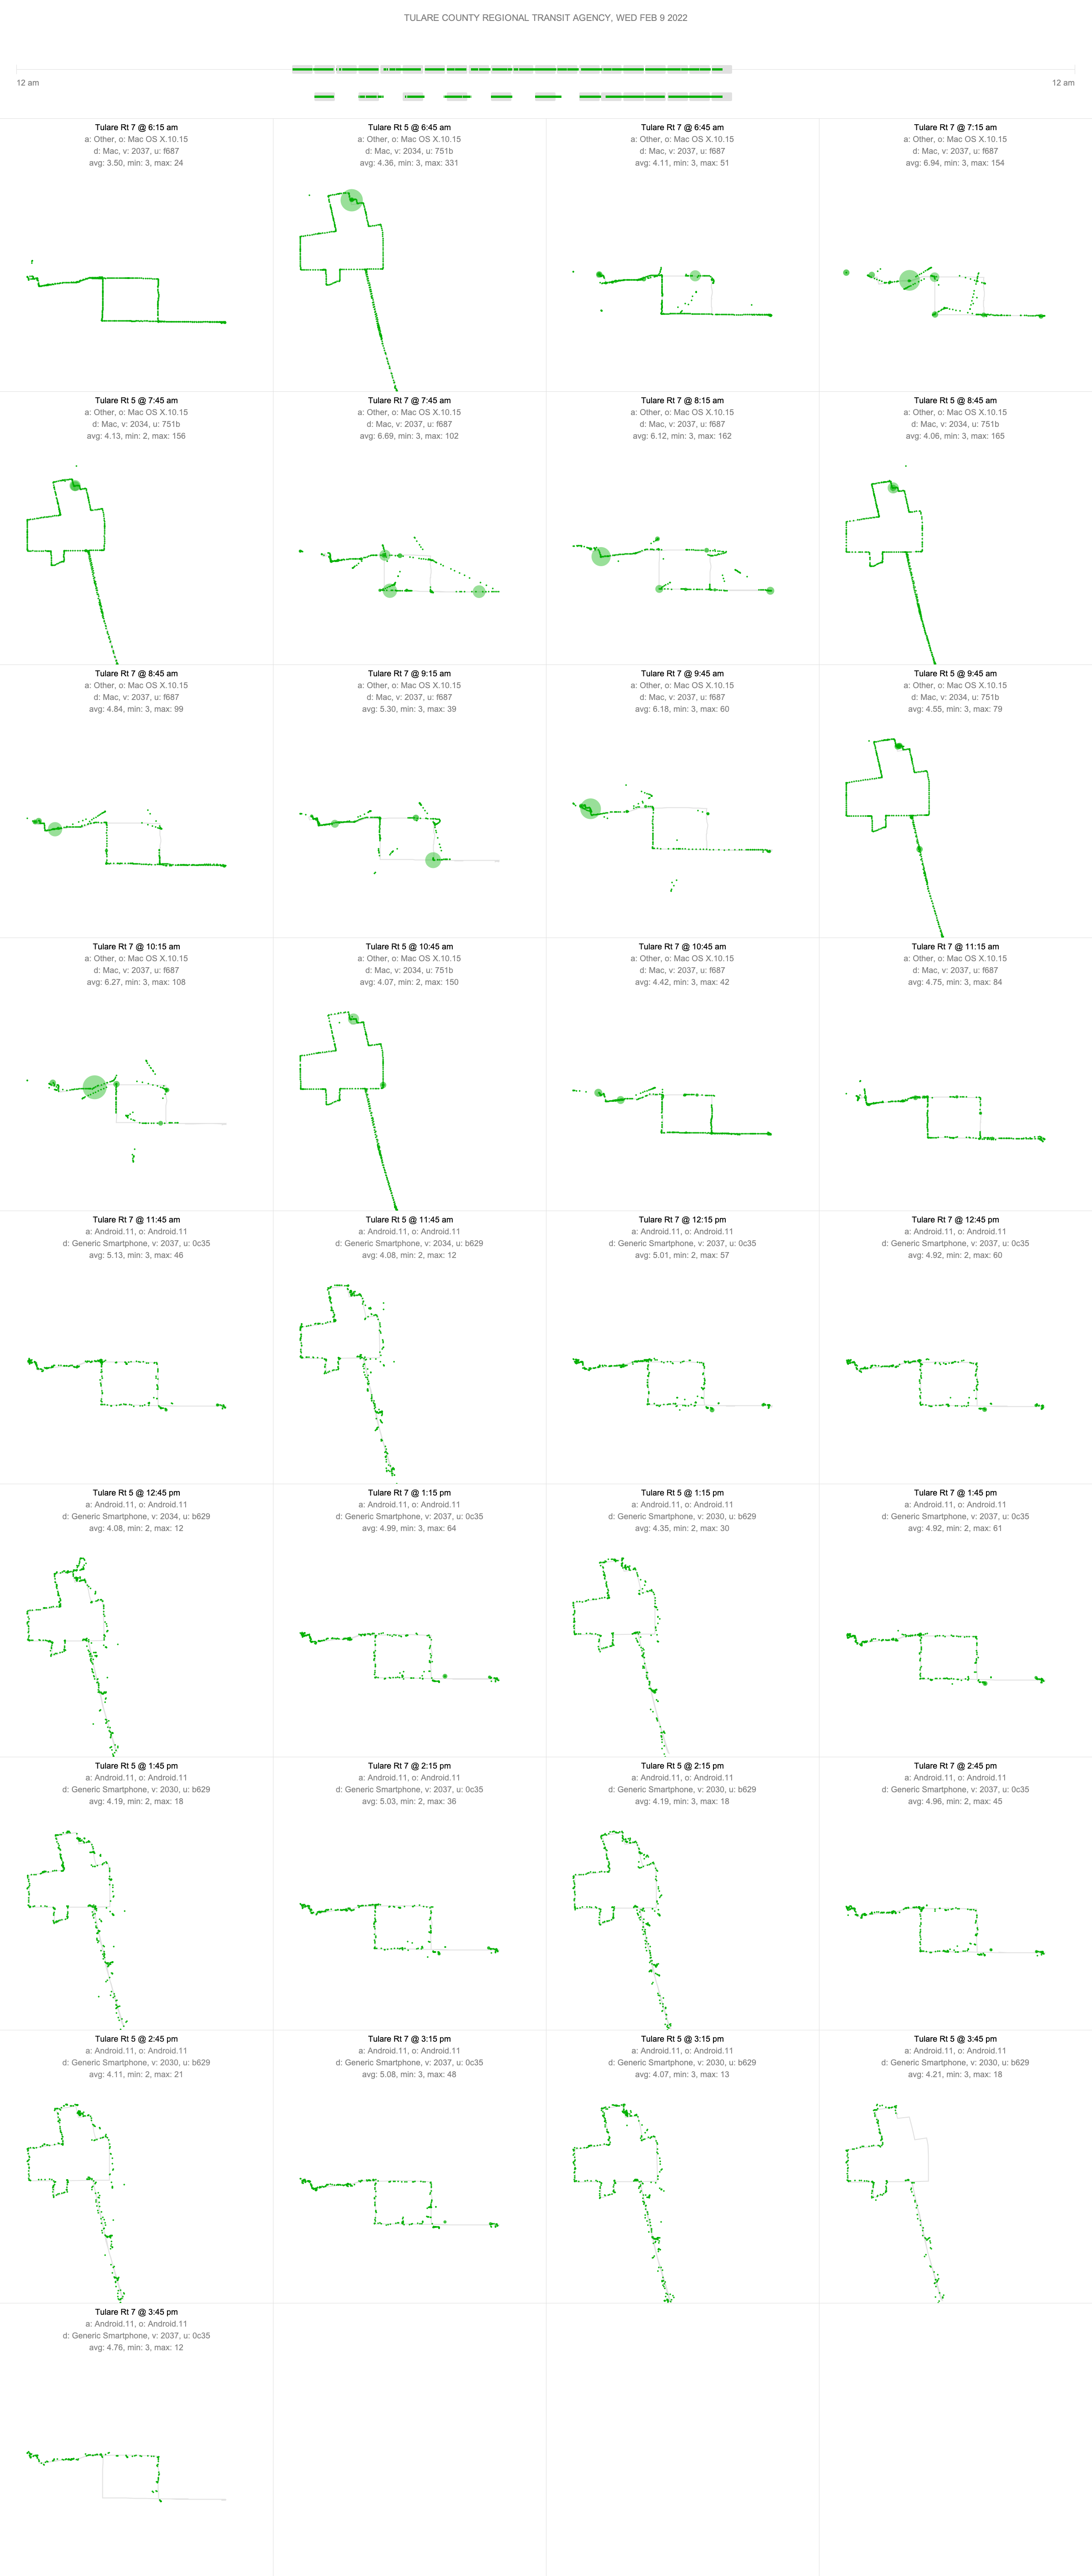 TULARE COUNTY REGIONAL TRANSIT AGENCY, WED FEB 9 2022
12 am
12 am
Tulare Rt 7 @ 6:15 am
a: Other, o: Mac OS X.10.15
d: Mac, v: 2037, u: f687
avg: 3.50, min: 3, max: 24
Tulare Rt 5 @ 6:45 am
a: Other, o: Mac OS X.10.15
d: Mac, v: 2034, u: 751b
avg: 4.36, min: 3, max: 331
Tulare Rt 7 @ 6:45 am
a: Other, o: Mac OS X.10.15
d: Mac, v: 2037, u: f687
avg: 4.11, min: 3, max: 51
Tulare Rt 7 @ 7:15 am
a: Other, o: Mac OS X.10.15
d: Mac, v: 2037, u: f687
avg: 6.94, min: 3, max: 154
Tulare Rt 5 @ 7:45 am
a: Other, o: Mac OS X.10.15
d: Mac, v: 2034, u: 751b
avg: 4.13, min: 2, max: 156
Tulare Rt 7 @ 7:45 am
a: Other, o: Mac OS X.10.15
d: Mac, v: 2037, u: f687
avg: 6.69, min: 3, max: 102
Tulare Rt 7 @ 8:15 am
a: Other, o: Mac OS X.10.15
d: Mac, v: 2037, u: f687
avg: 6.12, min: 3, max: 162
Tulare Rt 5 @ 8:45 am
a: Other, o: Mac OS X.10.15
d: Mac, v: 2034, u: 751b
avg: 4.06, min: 3, max: 165
Tulare Rt 7 @ 8:45 am
a: Other, o: Mac OS X.10.15
d: Mac, v: 2037, u: f687
avg: 4.84, min: 3, max: 99
Tulare Rt 7 @ 9:15 am
a: Other, o: Mac OS X.10.15
d: Mac, v: 2037, u: f687
avg: 5.30, min: 3, max: 39
Tulare Rt 7 @ 9:45 am
a: Other, o: Mac OS X.10.15
d: Mac, v: 2037, u: f687
avg: 6.18, min: 3, max: 60
Tulare Rt 5 @ 9:45 am
a: Other, o: Mac OS X.10.15
d: Mac, v: 2034, u: 751b
avg: 4.55, min: 3, max: 79
Tulare Rt 7 @ 10:15 am
a: Other, o: Mac OS X.10.15
d: Mac, v: 2037, u: f687
avg: 6.27, min: 3, max: 108
Tulare Rt 5 @ 10:45 am
a: Other, o: Mac OS X.10.15
d: Mac, v: 2034, u: 751b
avg: 4.07, min: 2, max: 150
Tulare Rt 7 @ 10:45 am
a: Other, o: Mac OS X.10.15
d: Mac, v: 2037, u: f687
avg: 4.42, min: 3, max: 42
Tulare Rt 7 @ 11:15 am
a: Other, o: Mac OS X.10.15
d: Mac, v: 2037, u: f687
avg: 4.75, min: 3, max: 84
Tulare Rt 7 @ 11:45 am
a: Android.11, o: Android.11
d: Generic Smartphone, v: 2037, u: 0c35
avg: 5.13, min: 3, max: 46
Tulare Rt 5 @ 11:45 am
a: Android.11, o: Android.11
d: Generic Smartphone, v: 2034, u: b629
avg: 4.08, min: 2, max: 12
Tulare Rt 7 @ 12:15 pm
a: Android.11, o: Android.11
d: Generic Smartphone, v: 2037, u: 0c35
avg: 5.01, min: 2, max: 57
Tulare Rt 7 @ 12:45 pm
a: Android.11, o: Android.11
d: Generic Smartphone, v: 2037, u: 0c35
avg: 4.92, min: 2, max: 60
Tulare Rt 5 @ 12:45 pm
a: Android.11, o: Android.11
d: Generic Smartphone, v: 2034, u: b629
avg: 4.08, min: 2, max: 12
Tulare Rt 7 @ 1:15 pm
a: Android.11, o: Android.11
d: Generic Smartphone, v: 2037, u: 0c35
avg: 4.99, min: 3, max: 64
Tulare Rt 5 @ 1:15 pm
a: Android.11, o: Android.11
d: Generic Smartphone, v: 2030, u: b629
avg: 4.35, min: 2, max: 30
Tulare Rt 7 @ 1:45 pm
a: Android.11, o: Android.11
d: Generic Smartphone, v: 2037, u: 0c35
avg: 4.92, min: 2, max: 61
Tulare Rt 5 @ 1:45 pm
a: Android.11, o: Android.11
d: Generic Smartphone, v: 2030, u: b629
avg: 4.19, min: 2, max: 18
Tulare Rt 7 @ 2:15 pm
a: Android.11, o: Android.11
d: Generic Smartphone, v: 2037, u: 0c35
avg: 5.03, min: 2, max: 36
Tulare Rt 5 @ 2:15 pm
a: Android.11, o: Android.11
d: Generic Smartphone, v: 2030, u: b629
avg: 4.19, min: 3, max: 18
Tulare Rt 7 @ 2:45 pm
a: Android.11, o: Android.11
d: Generic Smartphone, v: 2037, u: 0c35
avg: 4.96, min: 2, max: 45
Tulare Rt 5 @ 2:45 pm
a: Android.11, o: Android.11
d: Generic Smartphone, v: 2030, u: b629
avg: 4.11, min: 2, max: 21
Tulare Rt 7 @ 3:15 pm
a: Android.11, o: Android.11
d: Generic Smartphone, v: 2037, u: 0c35
avg: 5.08, min: 3, max: 48
Tulare Rt 5 @ 3:15 pm
a: Android.11, o: Android.11
d: Generic Smartphone, v: 2030, u: b629
avg: 4.07, min: 3, max: 13
Tulare Rt 5 @ 3:45 pm
a: Android.11, o: Android.11
d: Generic Smartphone, v: 2030, u: b629
avg: 4.21, min: 3, max: 18
Tulare Rt 7 @ 3:45 pm
a: Android.11, o: Android.11
d: Generic Smartphone, v: 2037, u: 0c35
avg: 4.76, min: 3, max: 12